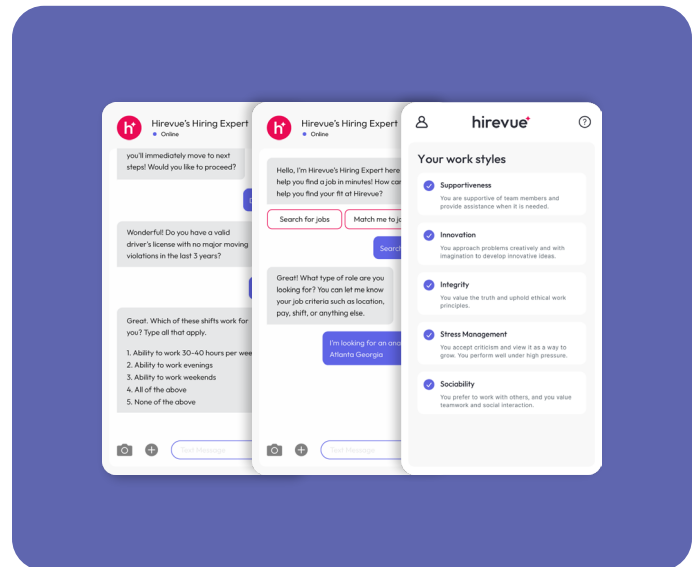 Hirevue's Hiring Expert
Online
you'll immediately move to next
steps! Would you like to proceed?
Wonderful! Do you have a valid
driver's license with no major moving
violations in the last 3 years?
Great. Which of these shifts work for
you? Type all that apply.
1. Ability to work 30-40 hours per wee
2. Ability to work evenings
3. Ability to work weekends
4. All of the above
5. None of the above
Text Message
Hirevue's Hiring Expert
Online
Hello, I'm Hirevue's Hiring Expert here
help you find a job in minutes! How can
help you find your fit at Hirevue?
Search for jobs
Match me to jo
Search
Great! What type of role are you
looking for? You can let me know
your job criteria such as location,
pay, shift, or anything else.
I'm looking for an ana
Atlanta Georgia
Text Message
hirevue
Your work styles
Supportiveness
You are supportive of team members and
provide assistance when it is needed.
Innovation
You approach problems creatively and with
imagination to develop innovative ideas.
Integrity
You value the truth and uphold ethical work
principles.
Stress Management
You accept criticism and view it as a way to
grow. You perform well under high pressure.
Sociability
You prefer to work with others, and you value
teamwork and social interaction.